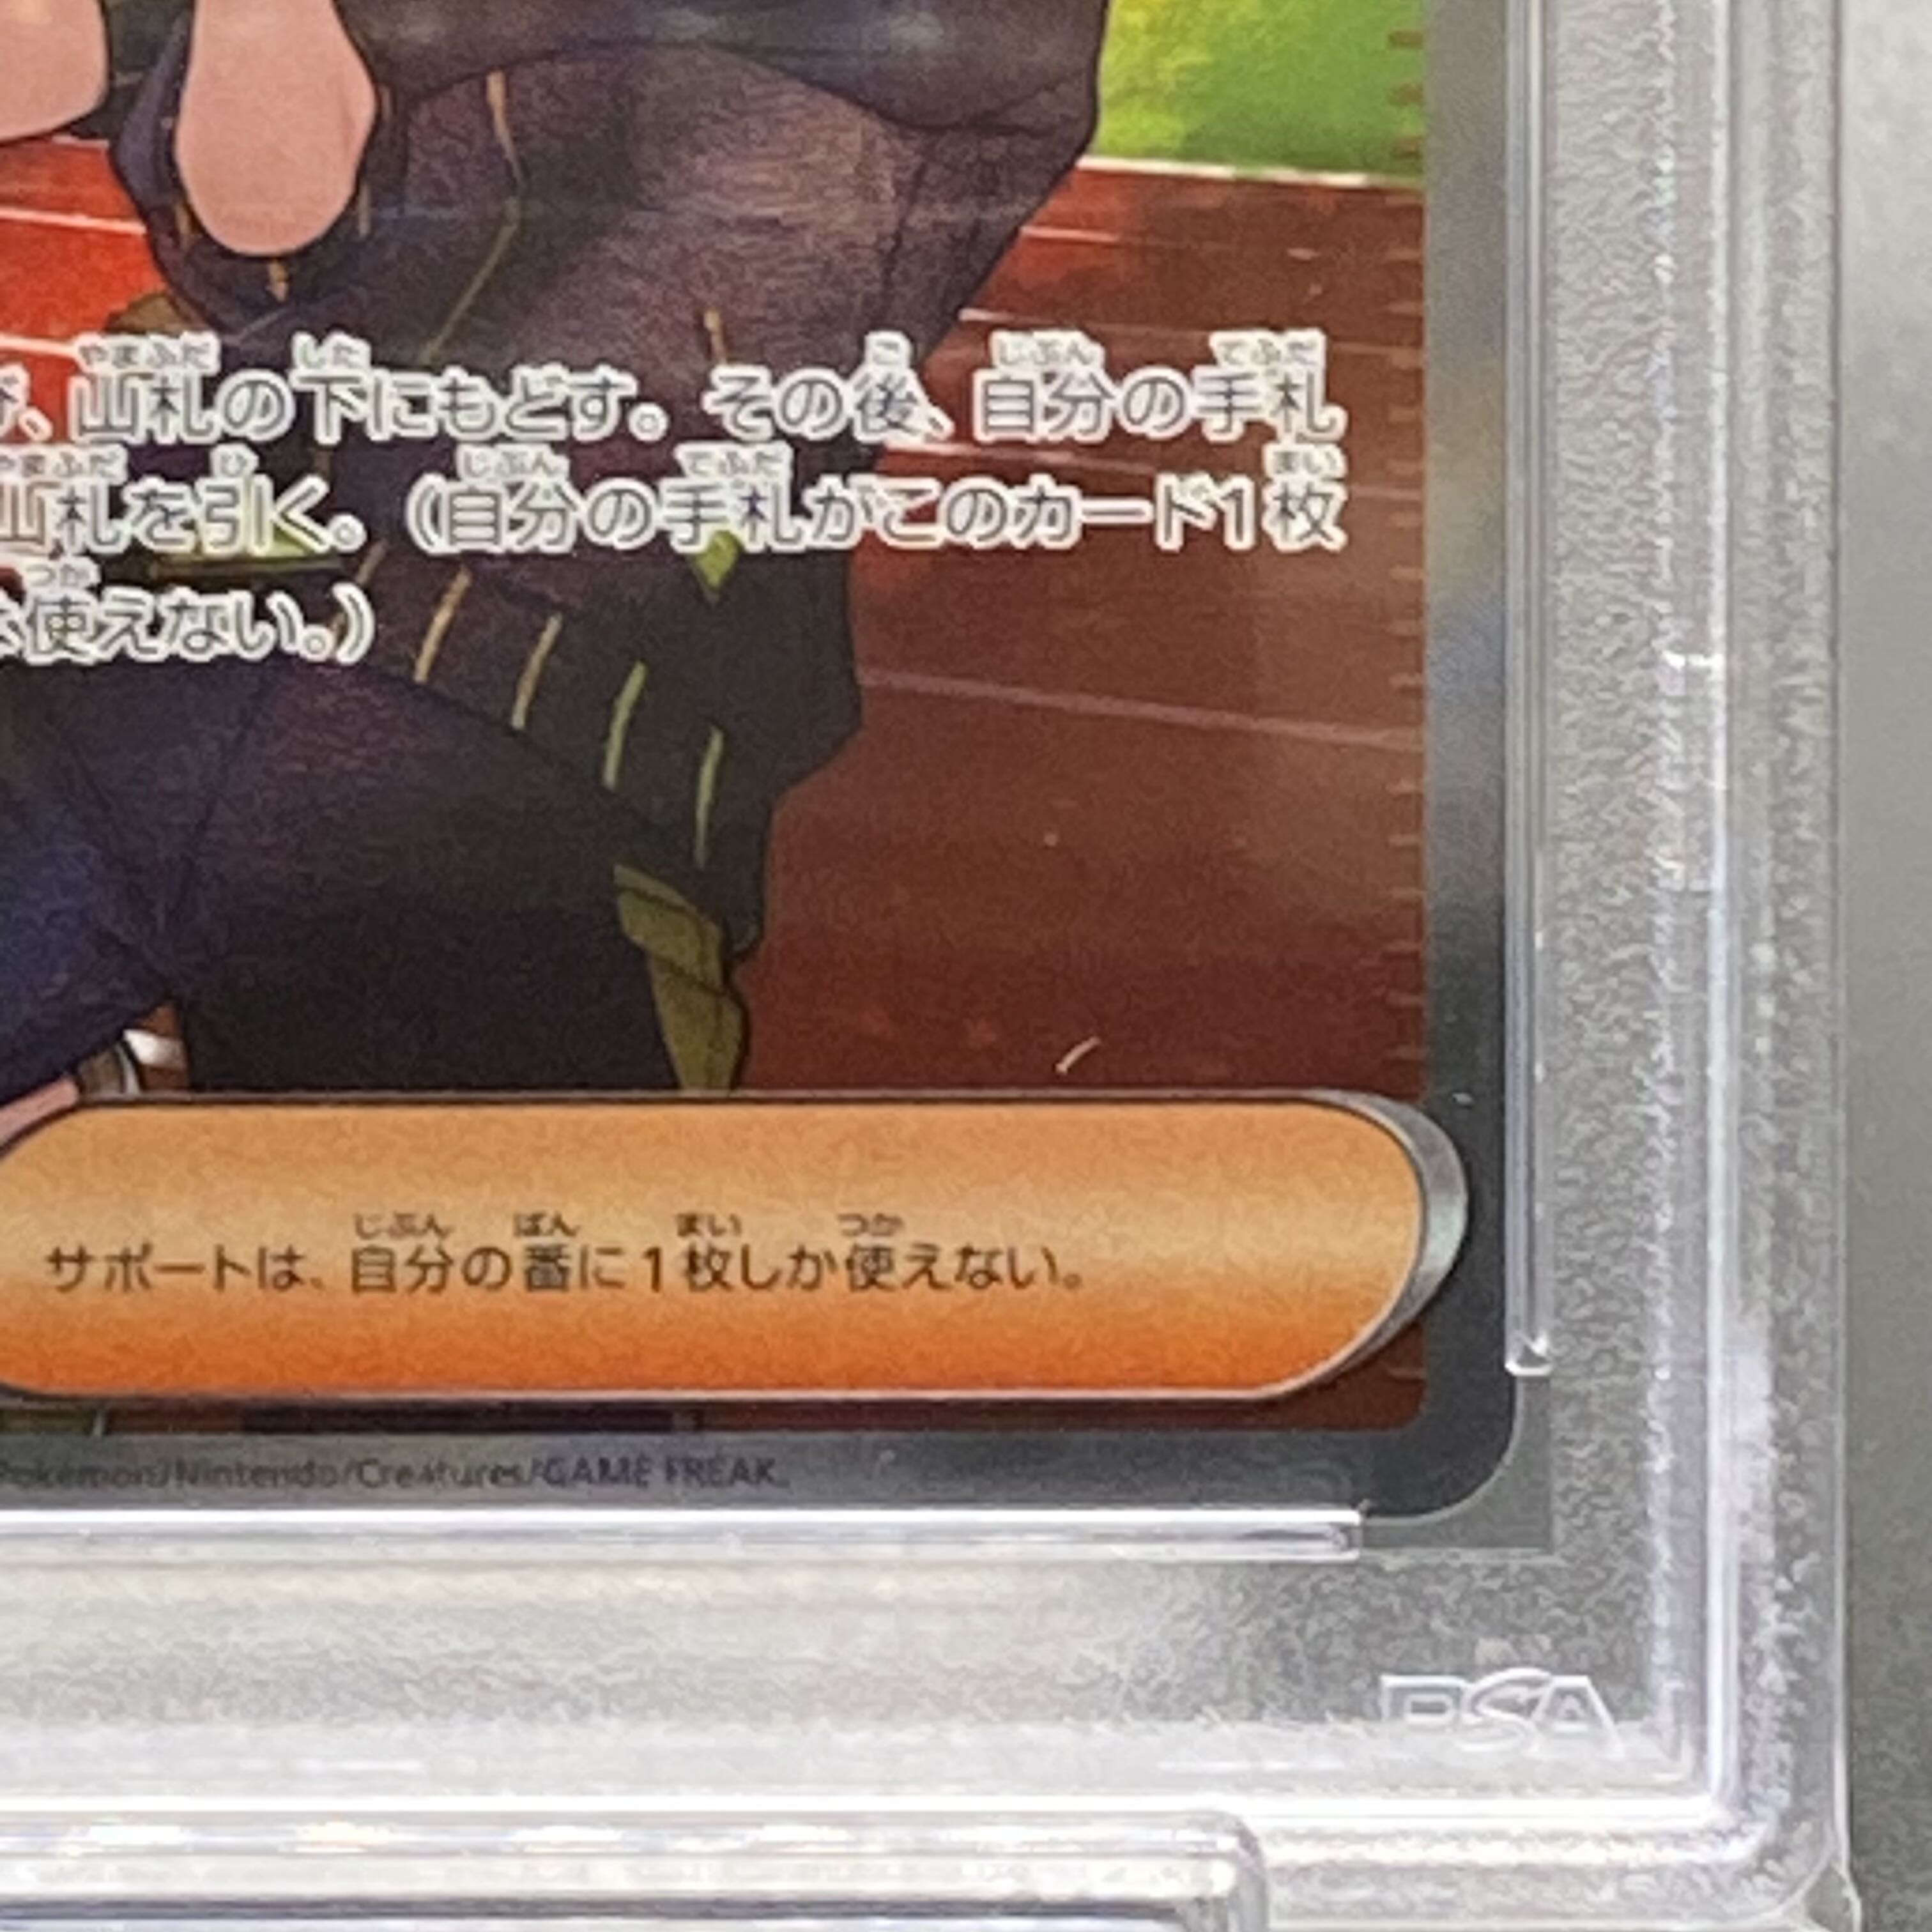 、山札の下にもどす。その後、自分の手札
山札を引く。（自分の手札がこのカード1枚
使えない。）
サポートは、自分の番に1枚しか使えない。
Pokémon/Nintendo/Creatures/GAME FREAK.
PSA